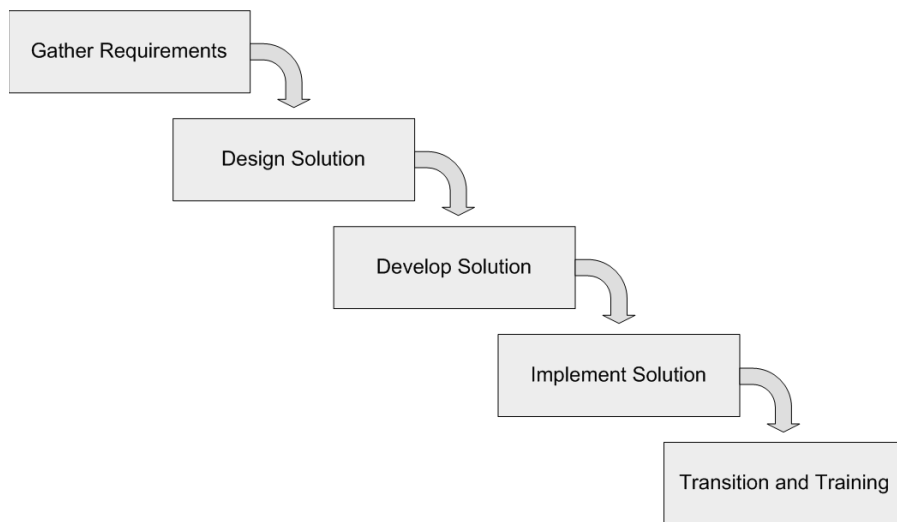 Gather Requirements
Design Solution
Develop Solution
Implement Solution
Transition and Training